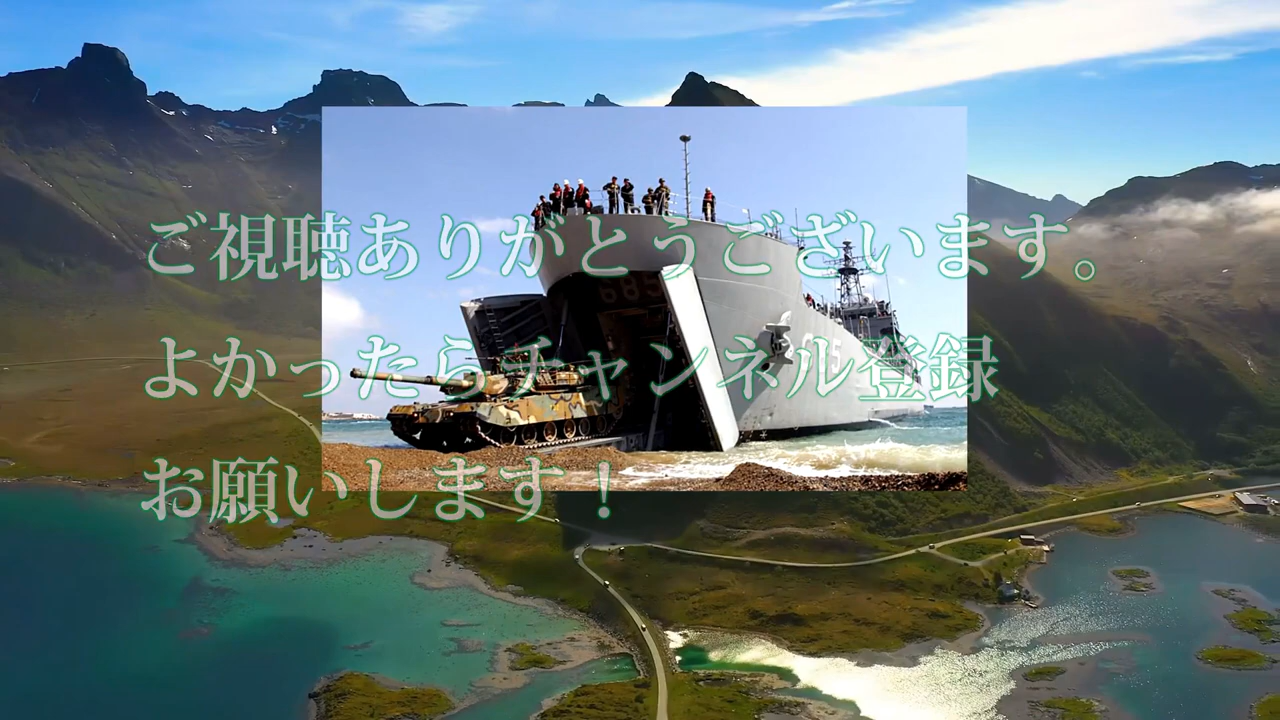 ご視聴ありがとうございます。
よかったらチャンネル登録
お願いします！
685